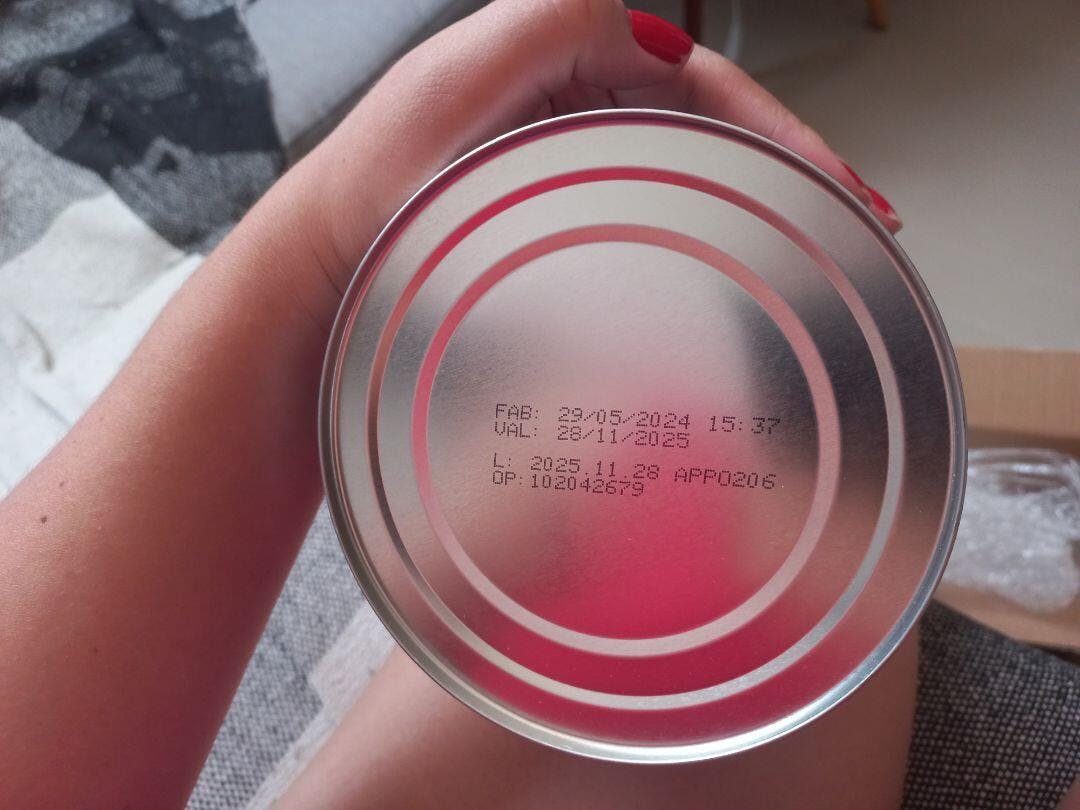 FAB: 29/05/2024 15:37
VAL: 28/11/2025
L: 2025.11.28 APP0206
OP:102042679